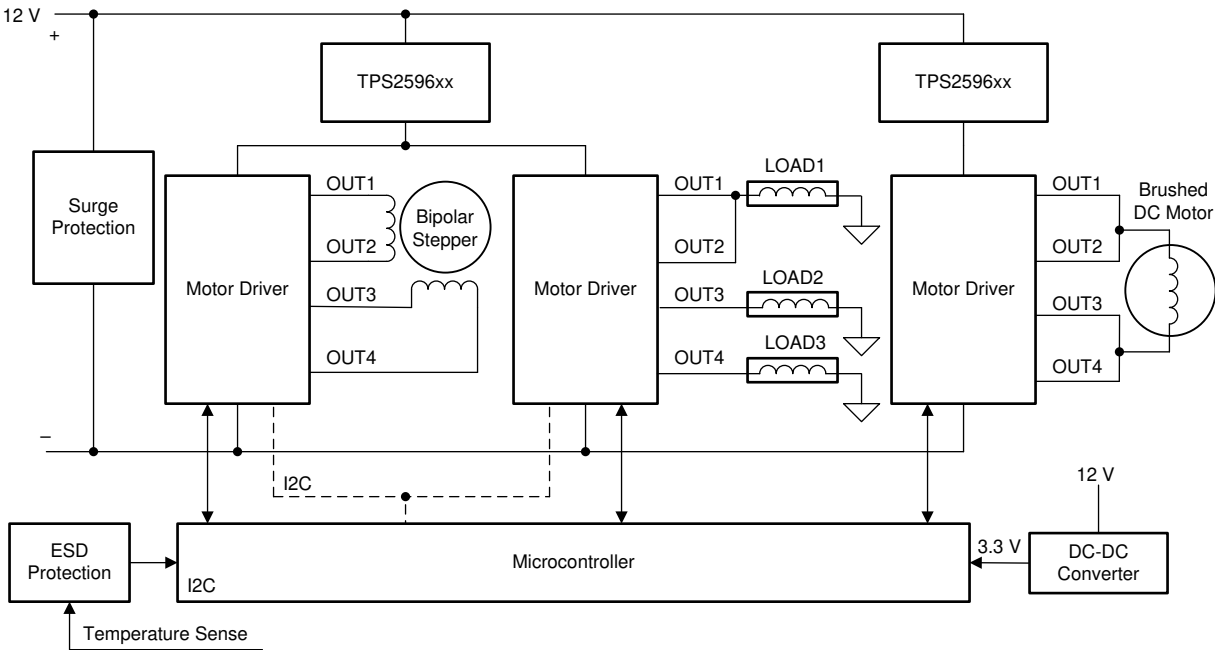 12 V
+
TPS2596xx
TPS2596xx
Surge
Protection
Motor Driver
OUT1
OUT2
OUT3
OUT4
Bipolar
Stepper
Motor Driver
OUT1
OUT2
OUT3
OUT4
LOAD1
LOAD2
LOAD3
Motor Driver
OUT1
OUT2
OUT3
OUT4
Brushed
DC Motor
–
I2C
12 V
ESD
Protection
Microcontroller
I2C
3.3 V
DC-DC
Converter
Temperature Sense